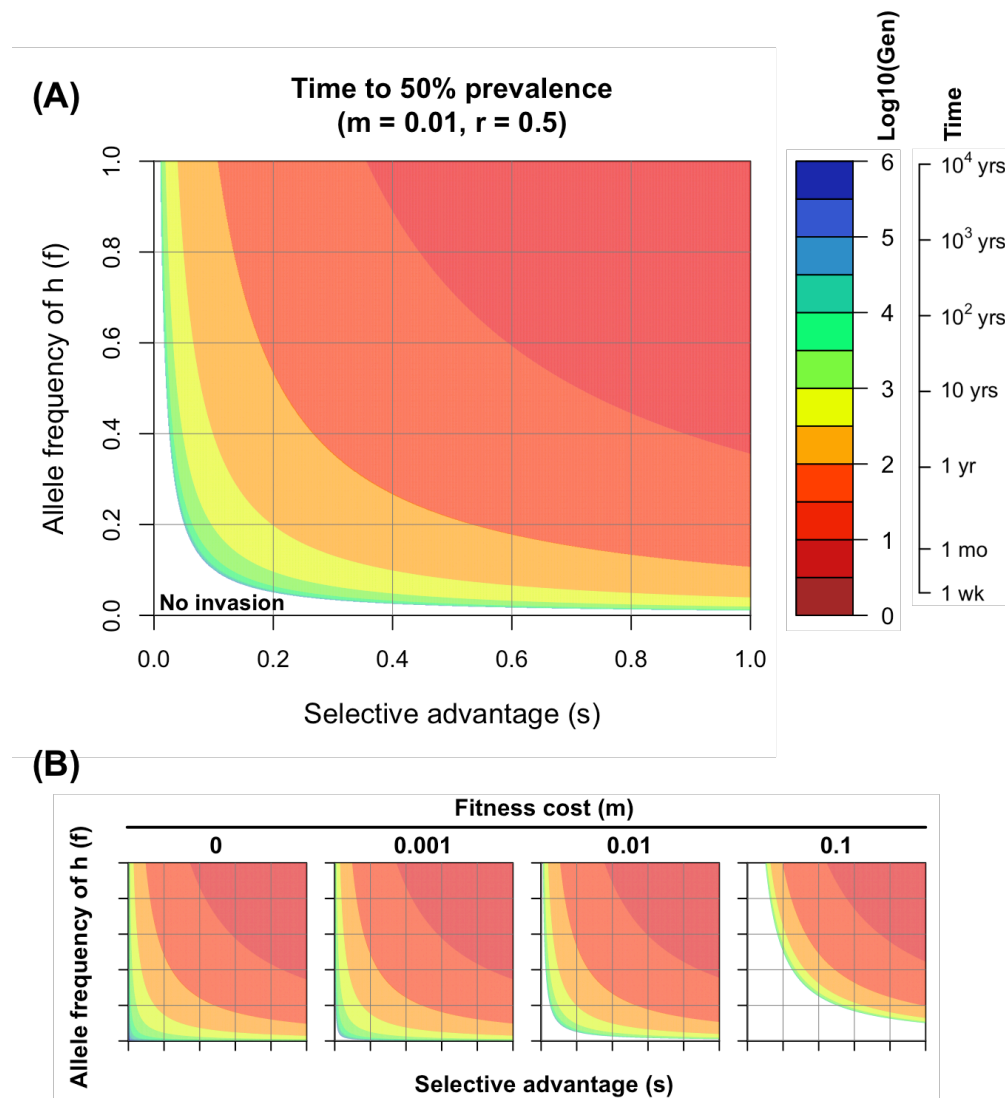 (A)
Time to 50% prevalence
(m = 0.01, r = 0.5)
Allele frequency of h (f)
1.0
0.8
0.6
0.4
0.2
0.0
No invasion
0.0 0.2 0.4 0.6 0.8 1.0
Selective advantage (s)
Log10(Gen)
6
5
4
3
2
1
0
Time
10⁴ yrs
10³ yrs
10² yrs
10 yrs
1 yr
1 mo
1 wk
(B)
Fitness cost (m)
0 0.001 0.01 0.1
Allele frequency of h (f)
Selective advantage (s)